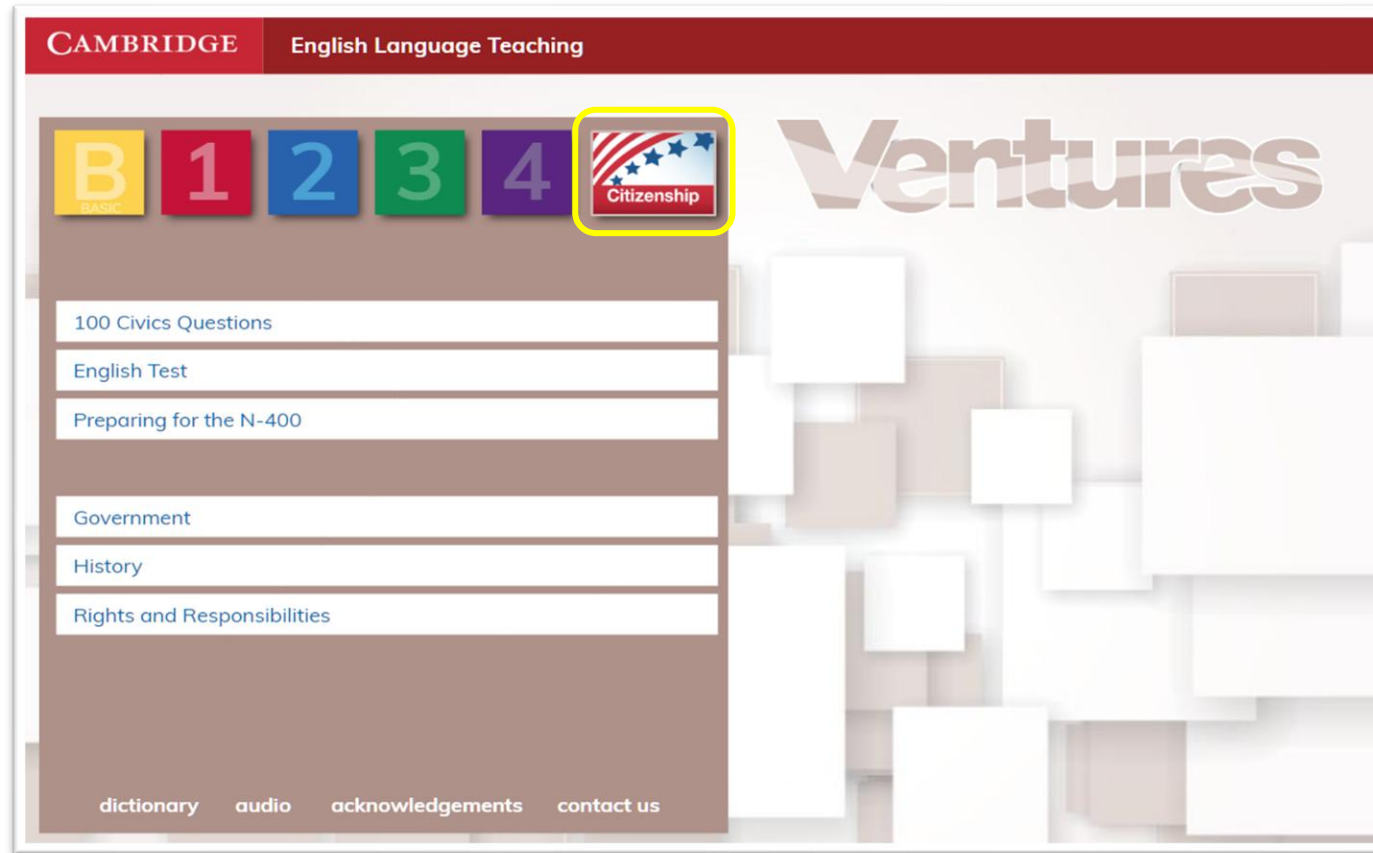 CAMBRIDGE English Language Teaching
B 1 2 3 4 Citizenship
BASIC
Ventures
100 Civics Questions
English Test
Preparing for the N-400
Government
History
Rights and Responsibilities
dictionary audio acknowledgements contact us